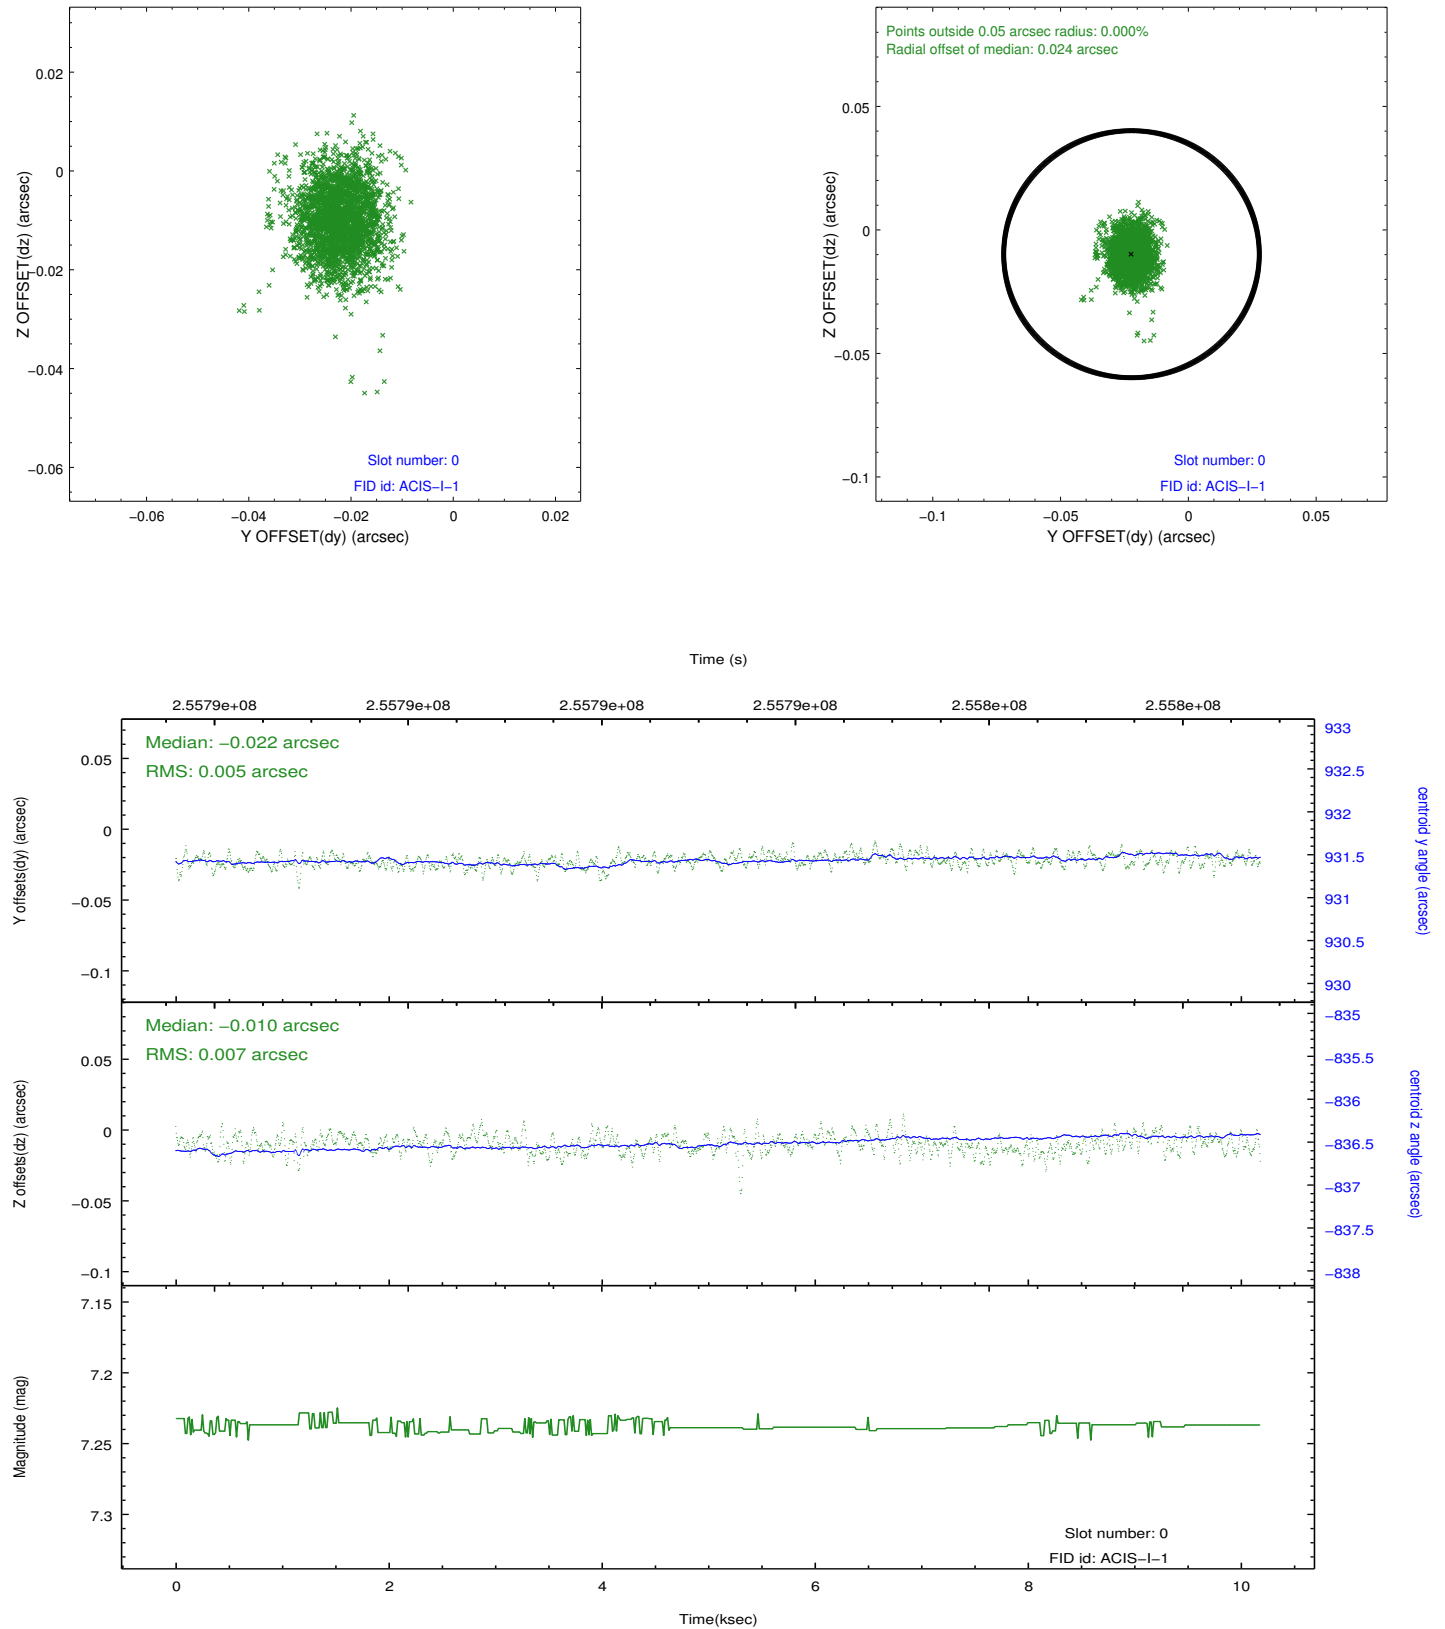 0.02
0
−0.02
−0.04
−0.06
Z OFFSET(dz) (arcsec)
Slot number: 0
FID id: ACIS−I−1
−0.06
−0.04
−0.02
0
0.02
Y OFFSET(dy) (arcsec)
Points outside 0.05 arcsec radius: 0.000%
Radial offset of median: 0.024 arcsec
0.05
0
−0.05
−0.1
Z OFFSET(dz) (arcsec)
Slot number: 0
FID id: ACIS−I−1
−0.1
−0.05
0
0.05
Y OFFSET(dy) (arcsec)
Time (s)
2.5579e+08
2.5579e+08
2.5579e+08
2.5579e+08
2.558e+08
2.558e+08
Median: −0.022 arcsec
RMS: 0.005 arcsec
0.05
0
−0.05
−0.1
Y offsets(dy) (arcsec)
933
932.5
932
931.5
931
930.5
930
centroid y angle (arcsec)
Median: −0.010 arcsec
RMS: 0.007 arcsec
0.05
0
−0.05
−0.1
Z offsets(dz) (arcsec)
−835
−835.5
−836
−836.5
−837
−837.5
−838
centroid z angle (arcsec)
7.15
7.2
7.25
7.3
Magnitude (mag)
Slot number: 0
FID id: ACIS−I−1
0
2
4
6
8
10
Time(ksec)